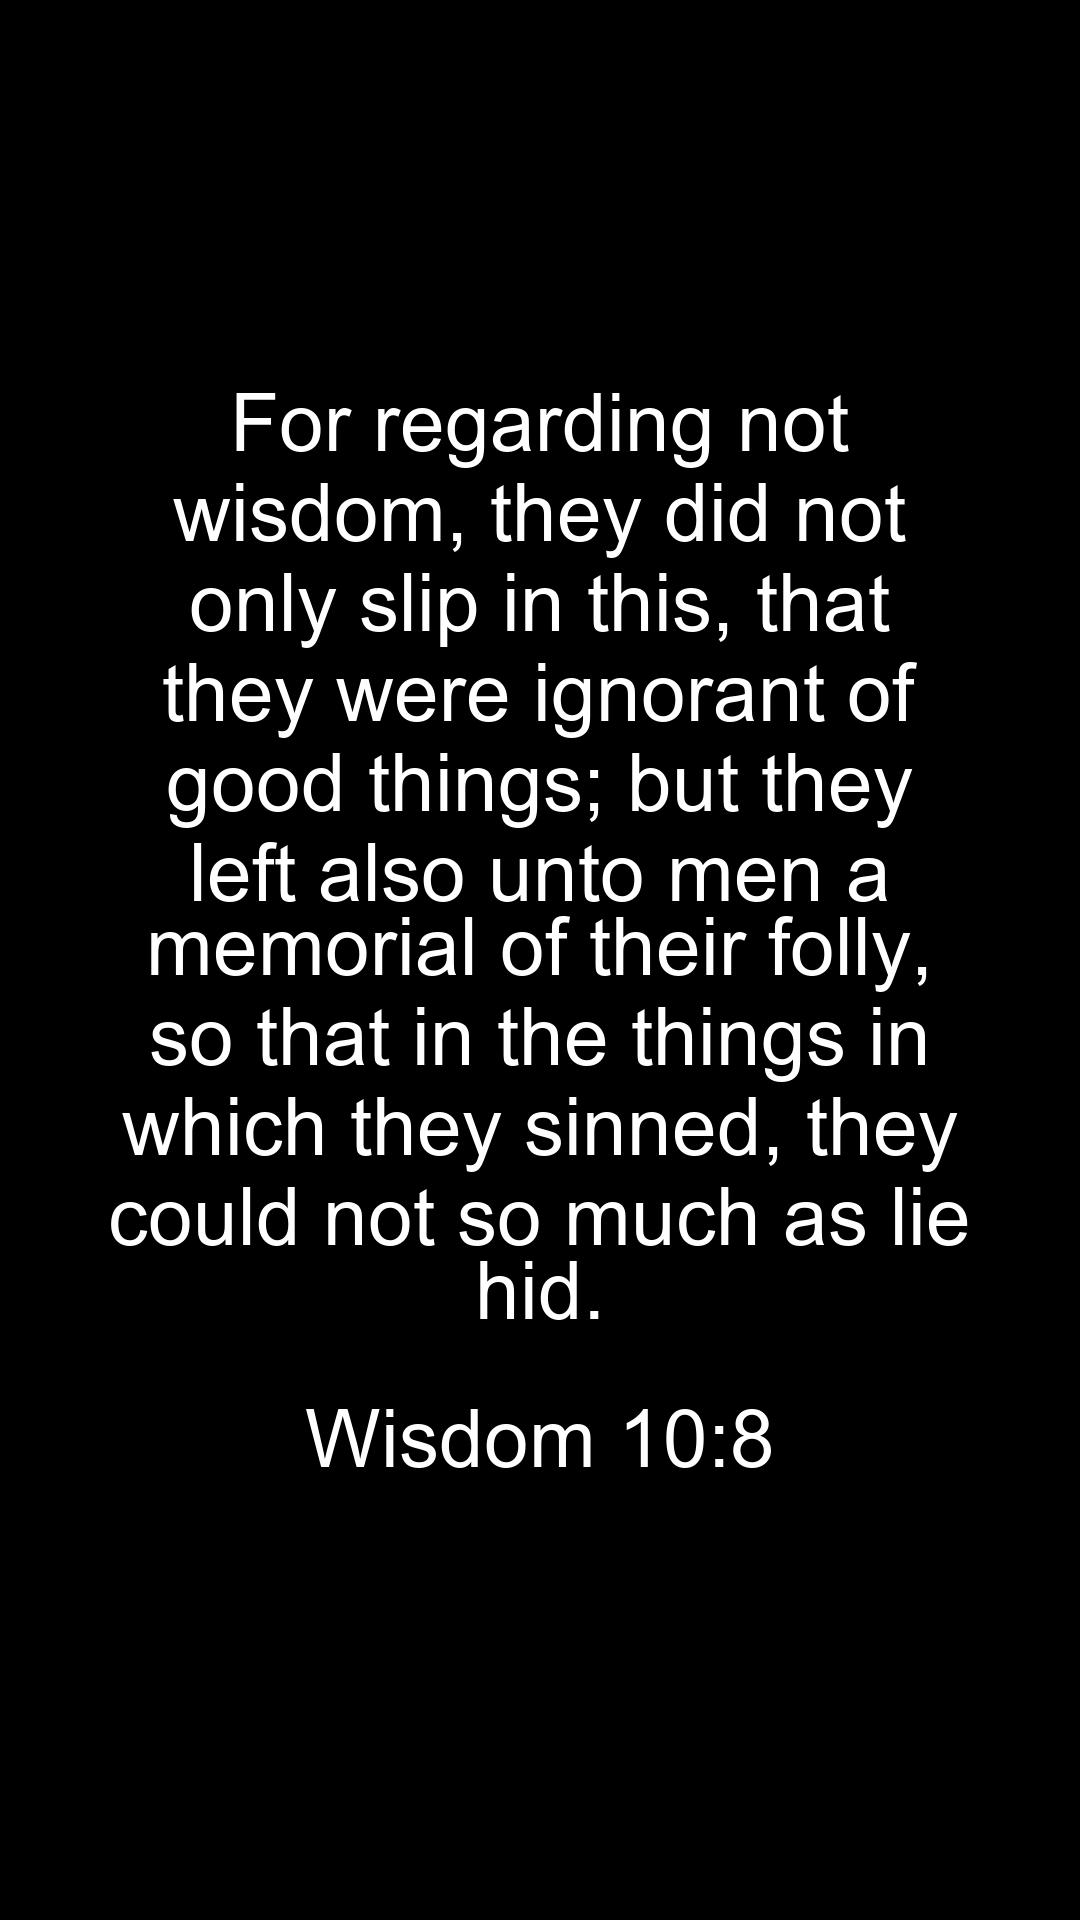 For regarding not
wisdom, they did not
only slip in this, that
they were ignorant of
good things; but they
left also unto men a
memorial of their folly,
so that in the things in
which they sinned, they
could not so much as lie
hid.
Wisdom 10:8